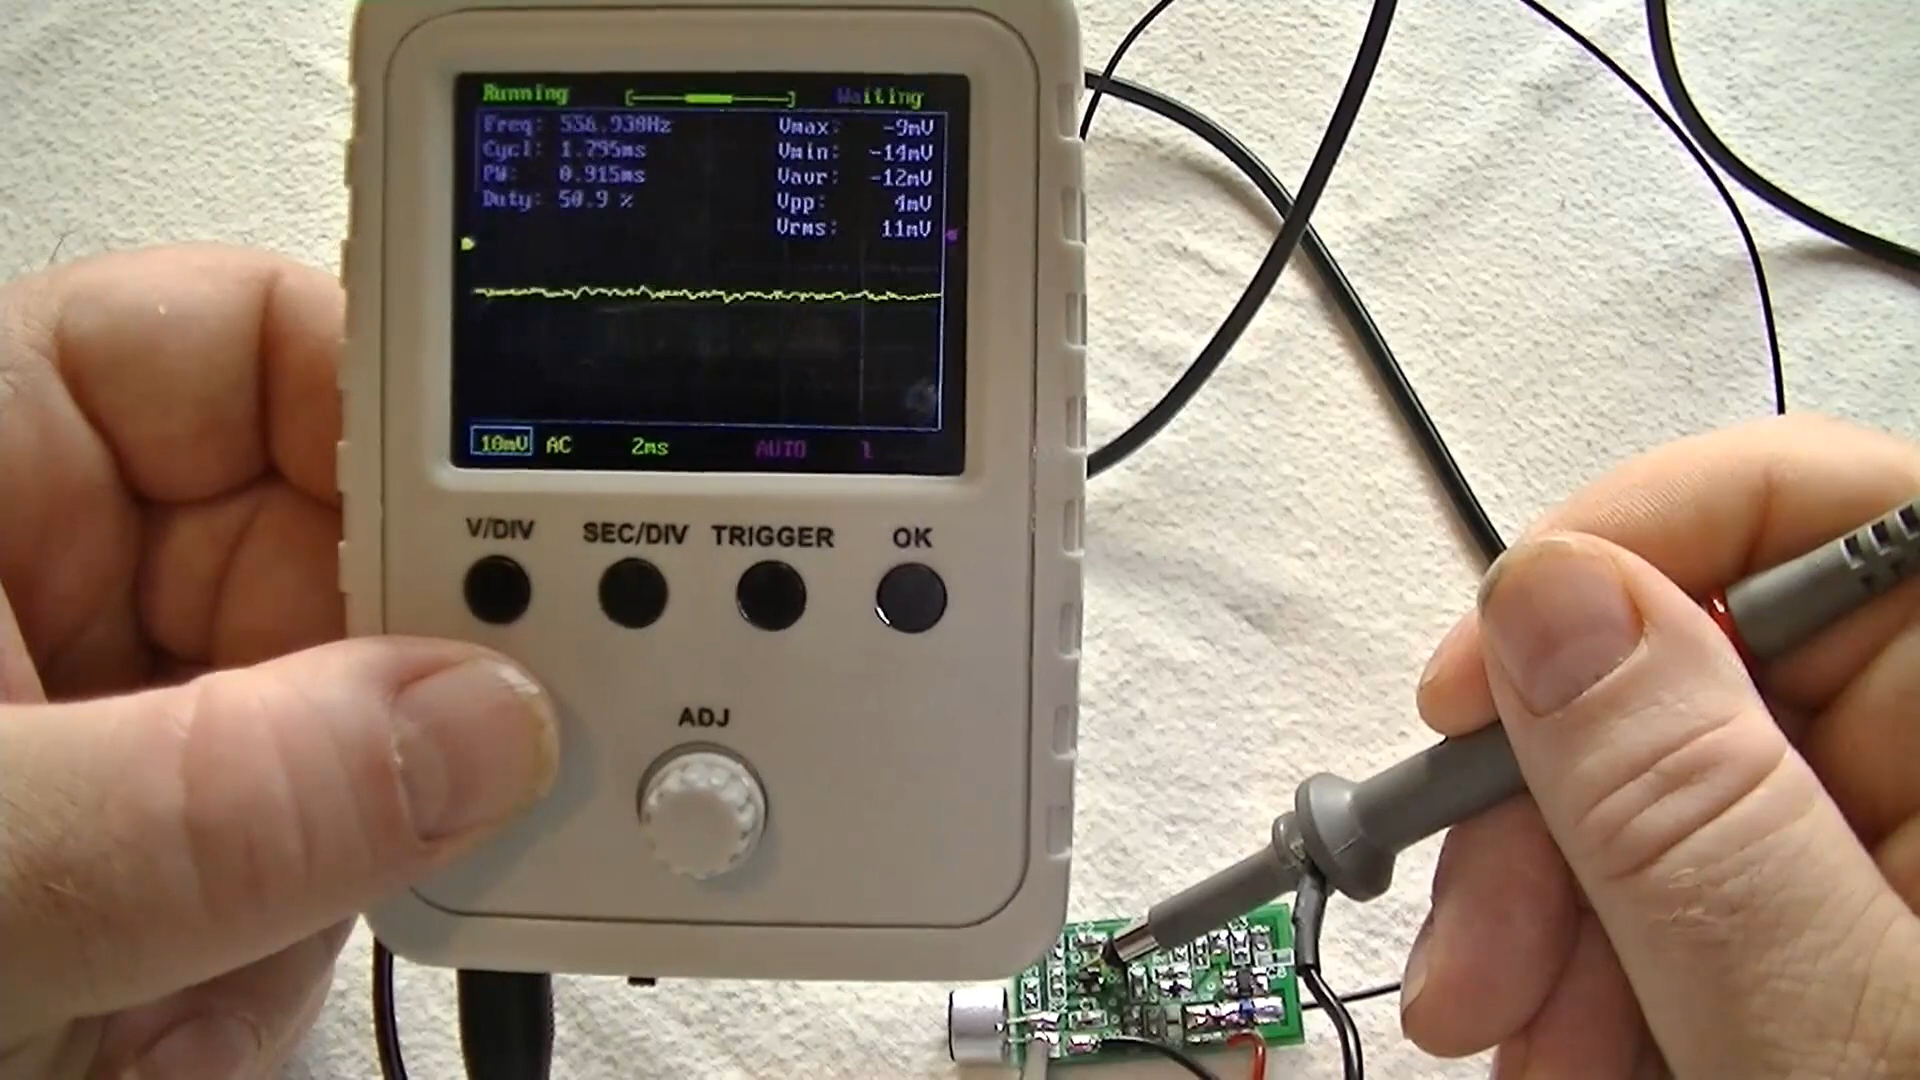 Running Waiting
Freq: 556.938Hz Vmax: -9mV
Cycl: 1.795ms Vmin: -14mV
PW: 0.915ms Vavr: -12mV
Duty: 50.9 % Vpp: 4mV
Vrms: 11mV
10mV AC 2ms AUTO
V/DIV SEC/DIV TRIGGER OK
ADJ